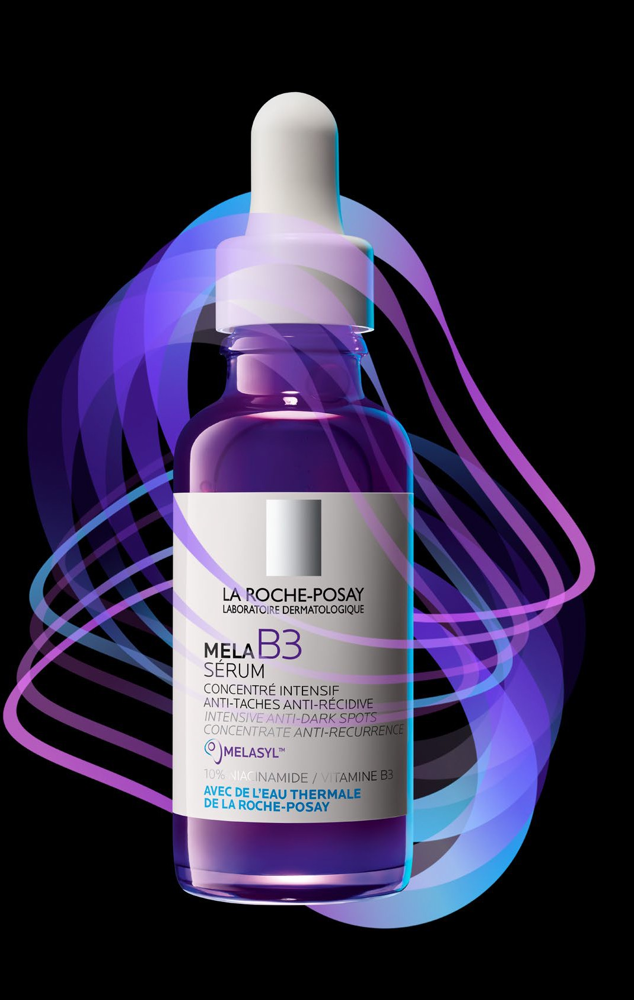 LA ROCHE-POSAY
LABORATOIRE DERMATOLOGIQUE
MELA B3
SÉRUM
CONCENTRÉ INTENSIF
ANTI-TACHES ANTI-RÉCIDIVE
INTENSIVE ANTI-DARK SPOTS
CONCENTRATE ANTI-RECURRENCE
MELASYL™
10% NIACINAMIDE / VITAMINE B3
AVEC DE L'EAU THERMALE
DE LA ROCHE-POSAY